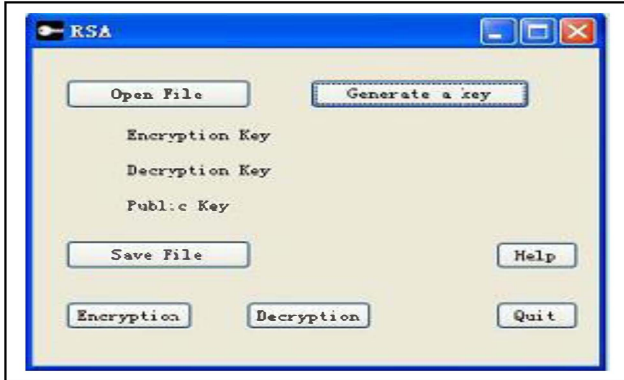 RSA
Open File Generate a key
Encryption Key
Decryption Key
Public Key
Save File Help
Encryption Decryption Quit